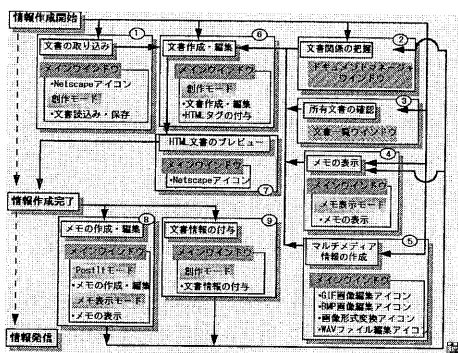 情報作成開始
①
文書の取り込み
メインウインドウ
•Netscapeアイコン
創作モード
•文書読込み・保存
⑥
文書作成・編集
メインウインドウ
創作モード
•文書作成・編集
•HTMLタグの付与
②
文書関係の把握
ドキュメントマネージャ
ウインドウ
③
所有文書の確認
文書一覧ウインドウ
HTML文書のプレビュー
メインウインドウ
•Netscapeアイコン
⑦
④
メモの表示
メインウインドウ
メモ表示モード
•メモの表示
情報作成完了
⑧
メモの作成・編集
メインウインドウ
PostItモード
•メモの作成・編集
メモ表示モード
•メモの表示
⑨
文書情報の付与
メインウインドウ
創作モード
•文書情報の付与
⑤
マルチメディア
情報の作成
メインウインドウ
•GIF画像編集アイコン
•BMP画像編集アイコン
•画像形式変換アイコン
•WAVファイル編集アイコン
情報発信